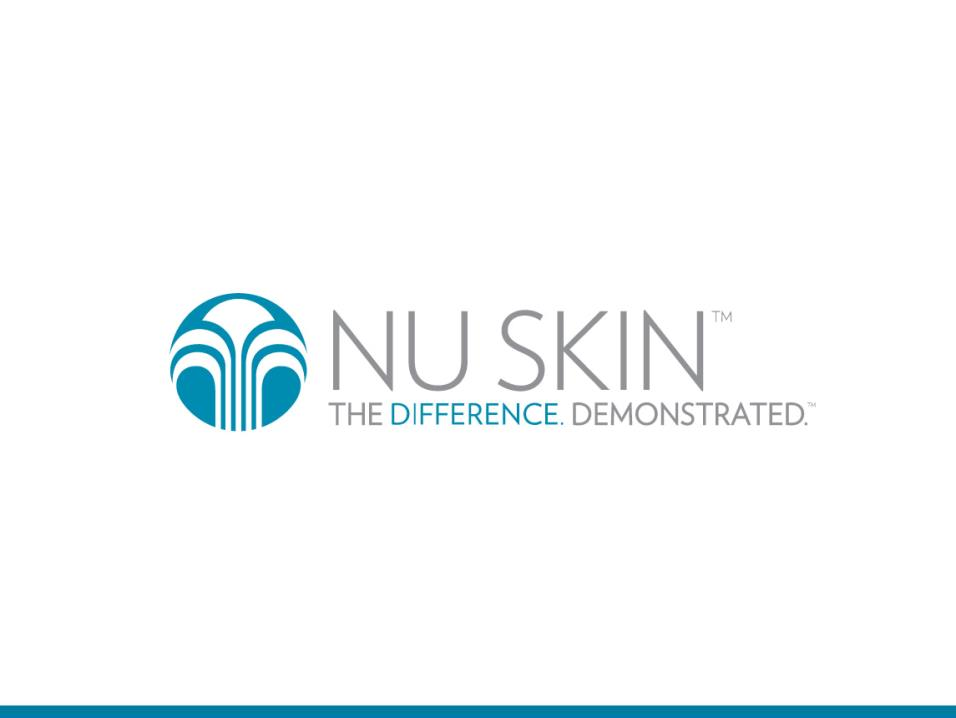 NU SKIN™
THE DIFFERENCE. DEMONSTRATED.™